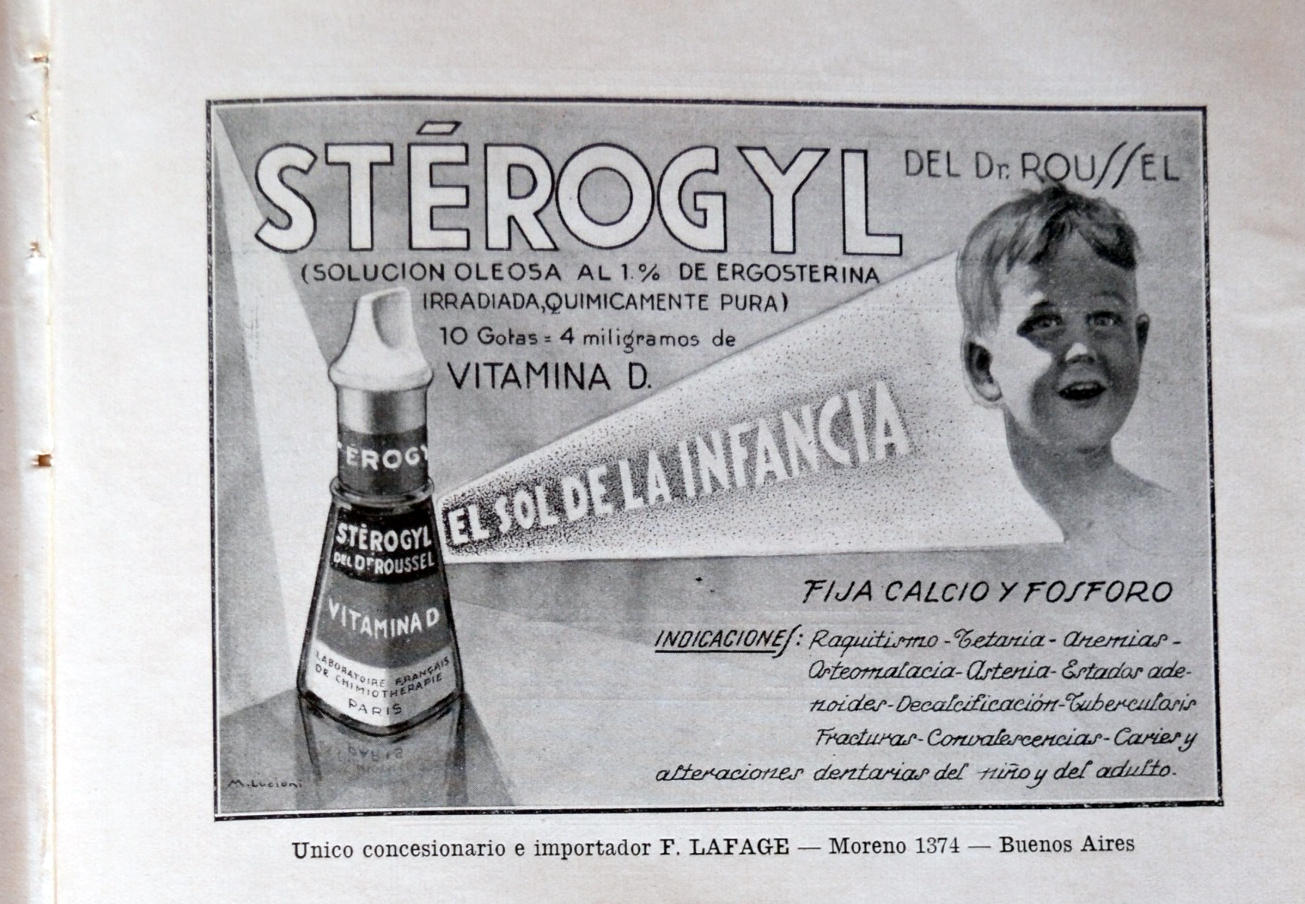 STÉROGYL DEL Dr. ROUSSEL
(SOLUCION OLEOSA AL 1.% DE ERGOSTERINA
IRRADIADA, QUIMICAMENTE PURA)
10 Gotas = 4 miligramos de
VITAMINA D.
EL SOL DE LA INFANCIA
TEROGY
STÉROGYL
DEL Dr ROUSSEL
VITAMINA D
LABORATOIRE FRANÇAIS
DE CHIMIOTHERAPIE
PARIS
PARIS
FIJA CALCIO Y FOSFORO
INDICACIONES: Raquitismo - Tetania - Anemias -
Osteomalacia - Astenia - Estados ade-
noides - Decalcificación - Tuberculosis
Fracturas - Convalescencias - Caries y
alteraciones dentarias del niño y del adulto.
M. Lucioni
Unico concesionario e importador F. LAFAGE — Moreno 1374 — Buenos Aires